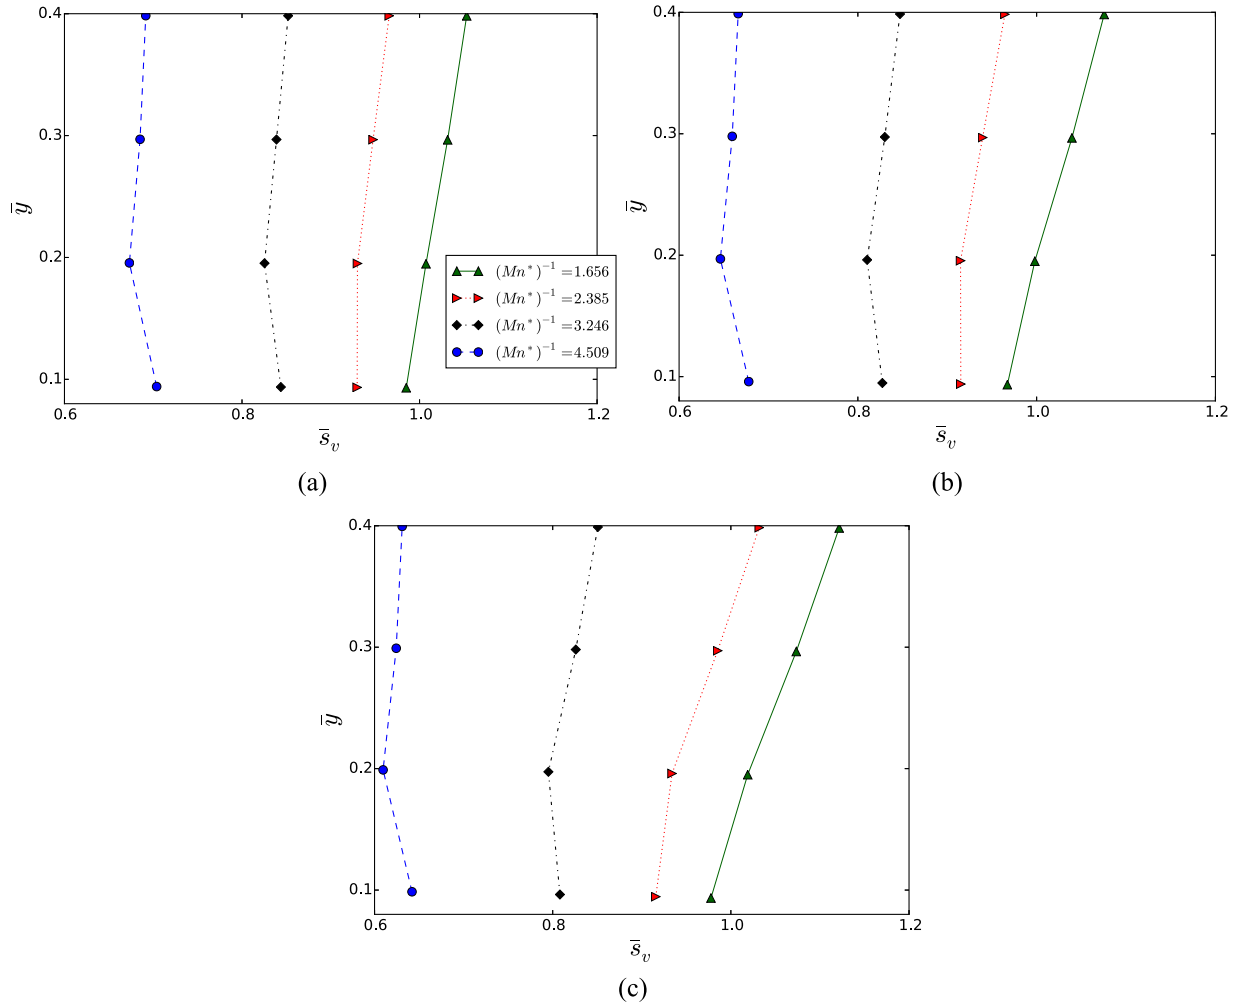 0.4
0.3
0.2
0.1
y̅
0.6 0.8 1.0 1.2
s̅_v
(Mn*)⁻¹ = 1.656
(Mn*)⁻¹ = 2.385
(Mn*)⁻¹ = 3.246
(Mn*)⁻¹ = 4.509
(a)
0.4
0.3
0.2
0.1
y̅
0.6 0.8 1.0 1.2
s̅_v
(b)
0.4
0.3
0.2
0.1
y̅
0.6 0.8 1.0 1.2
s̅_v
(c)